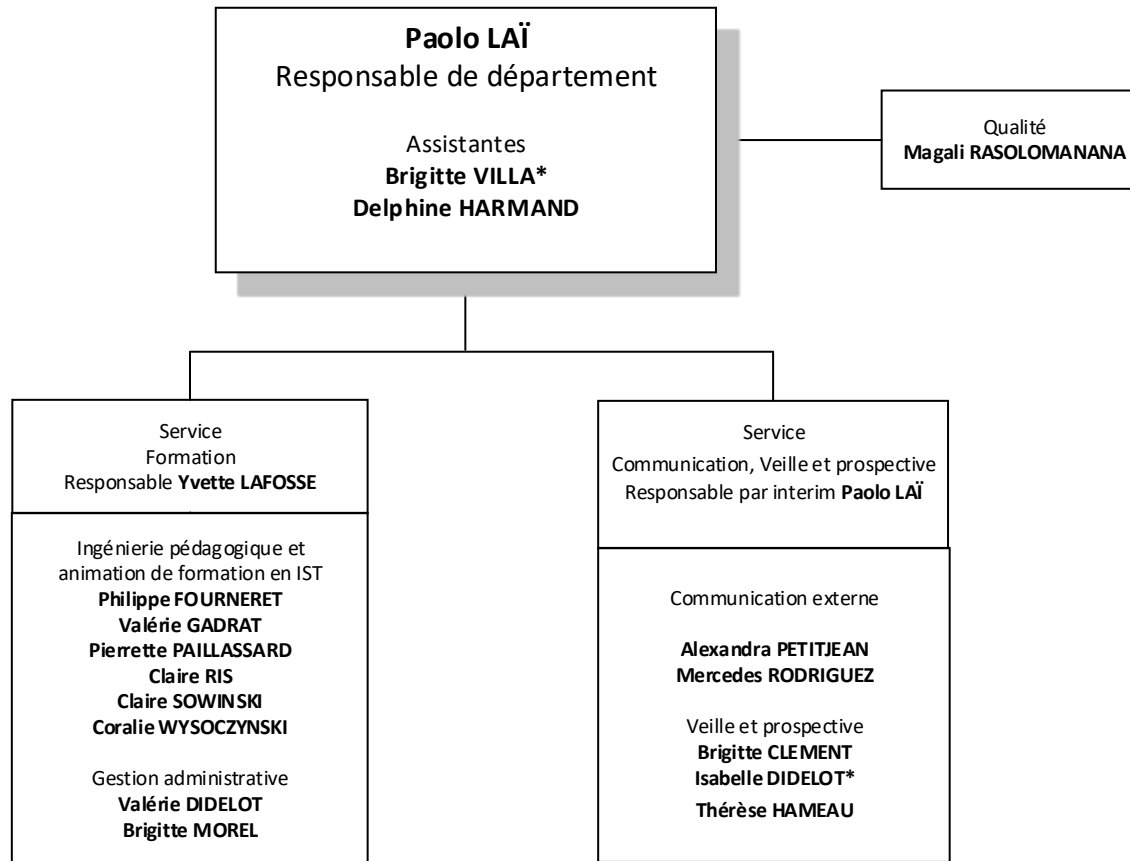 Paolo LAÏ
Responsable de département
Assistantes
Brigitte VILLA*
Delphine HARMAND
Qualité
Magali RASOLOMANANA
Service
Formation
Responsable Yvette LAFOSSE
Ingénierie pédagogique et
animation de formation en IST
Philippe FOURNERET
Valérie GADRAT
Pierrette PAILLASSARD
Claire RIS
Claire SOWINSKI
Coralie WYSOCZYNSKI
Gestion administrative
Valérie DIDELOT
Brigitte MOREL
Service
Communication, Veille et prospective
Responsable par interim Paolo LAÏ
Communication externe
Alexandra PETITJEAN
Mercedes RODRIGUEZ
Veille et prospective
Brigitte CLEMENT
Isabelle DIDELOT*
Thérèse HAMEAU